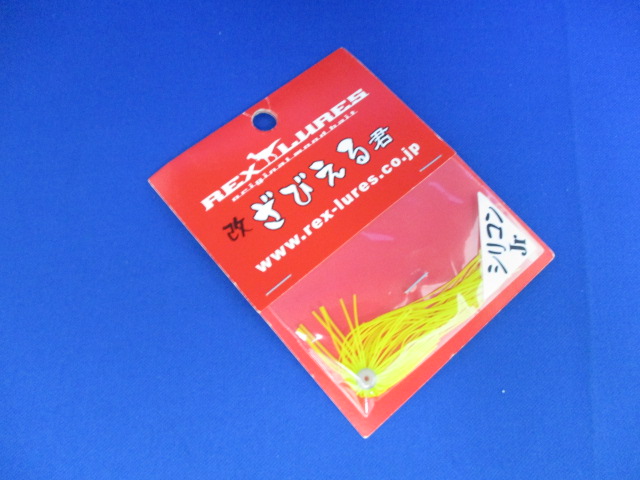 REX LURES
original wood bait
改 ざびえる君
www.rex-lures.co.jp
シリコン
Jr